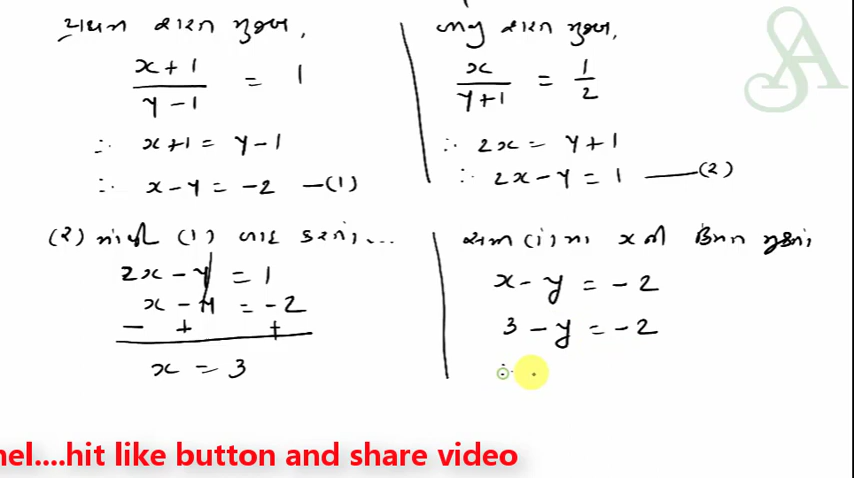 પ્રથમ શરત મુજબ,
x+1 / y-1 = 1
∴ x+1 = y-1
∴ x-y = -2 —(1)
બીજી શરત મુજબ,
x / y+1 = 1/2
∴ 2x = y+1
∴ 2x-y = 1 ——(2)
(2) માંથી (1) બાદ કરતાં,...
2x - y = 1
x - y = -2
- + +
x = 3
સમી (1) માં x ની કિંમત મુકતાં,
x - y = -2
3 - y = -2
∴
nel....hit like button and share video